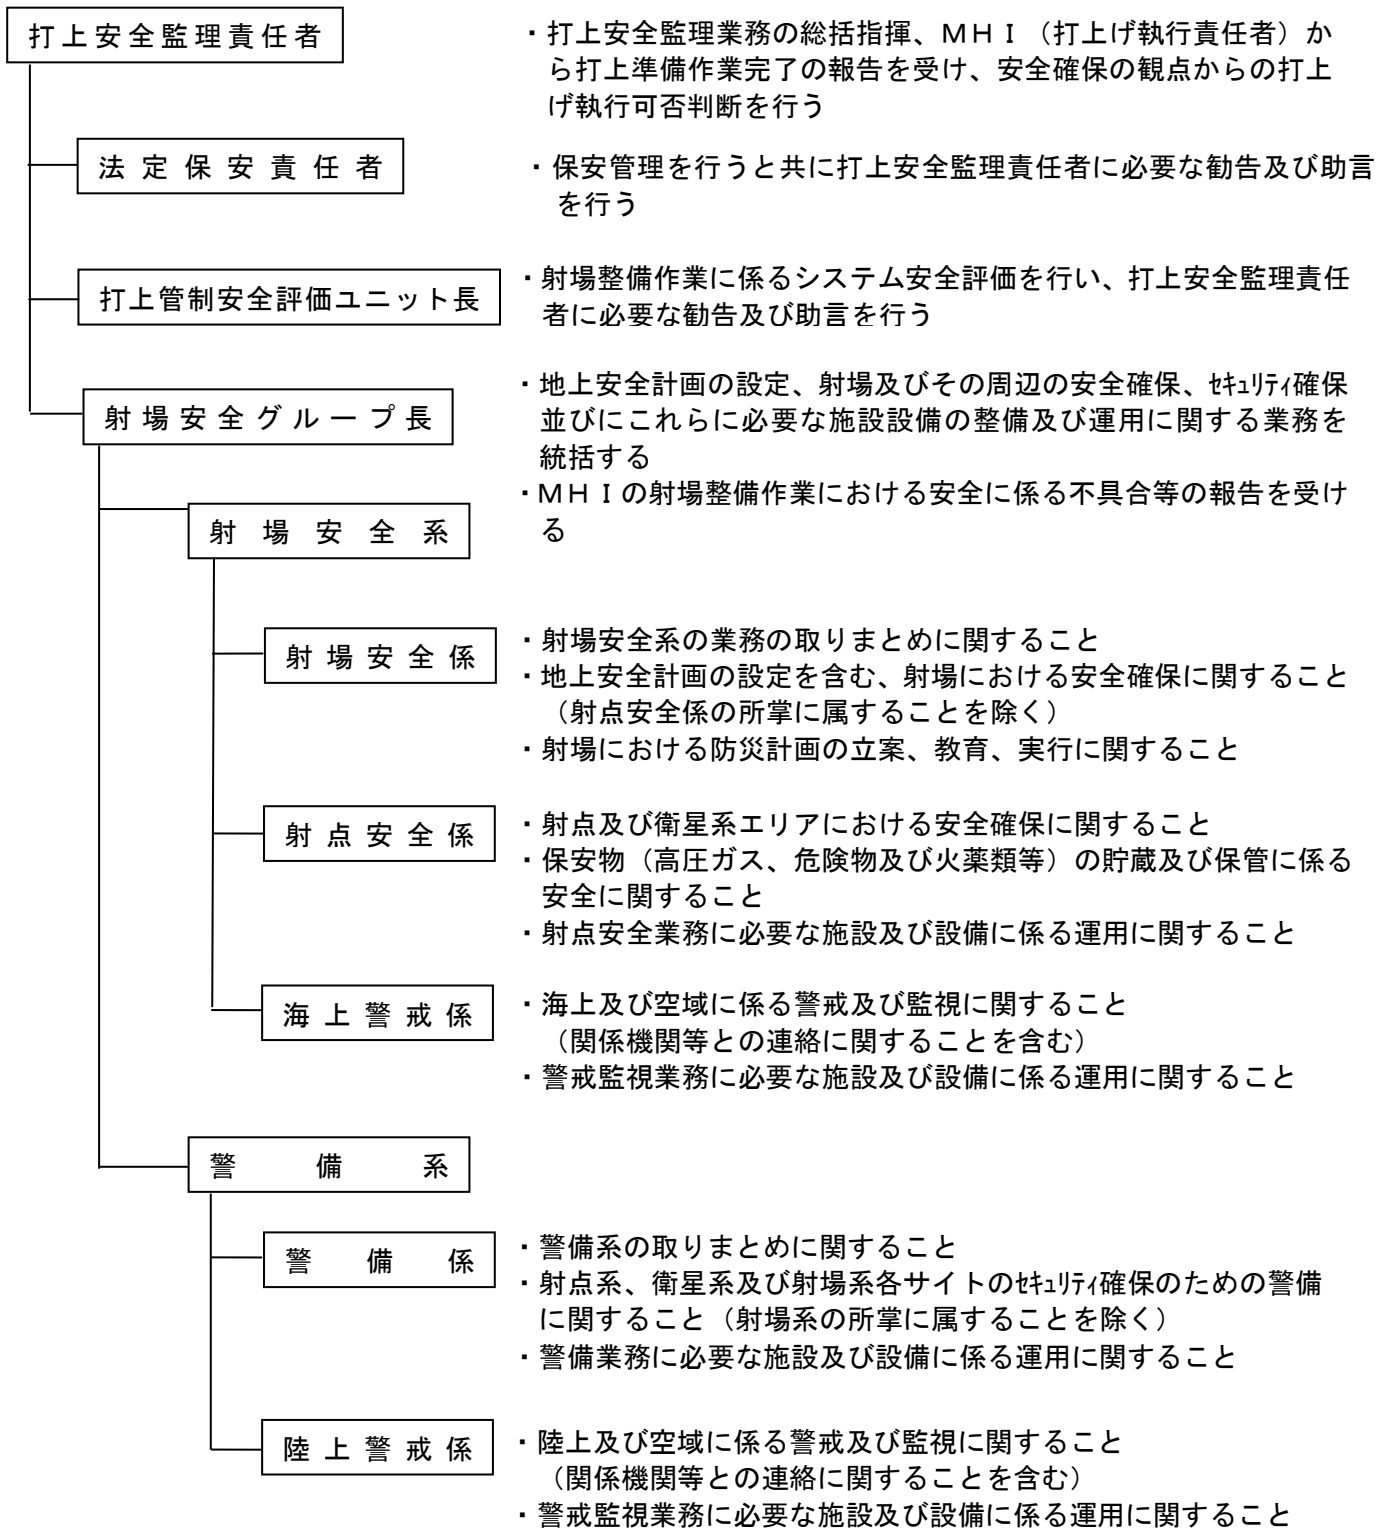 打上安全監理責任者
・打上安全監理業務の総括指揮、ＭＨＩ（打上げ執行責任者）か
ら打上準備作業完了の報告を受け、安全確保の観点からの打上
げ執行可否判断を行う
法定保安責任者
・保安管理を行うと共に打上安全監理責任者に必要な勧告及び助言
を行う
打上管制安全評価ユニット長
・射場整備作業に係るシステム安全評価を行い、打上安全監理責任
者に必要な勧告及び助言を行う
射場安全グループ長
・地上安全計画の設定、射場及びその周辺の安全確保、ｾｷｭﾘﾃｨ確保
並びにこれらに必要な施設設備の整備及び運用に関する業務を
統括する
・ＭＨＩの射場整備作業における安全に係る不具合等の報告を受け
る
射場安全系
射場安全係
・射場安全系の業務の取りまとめに関すること
・地上安全計画の設定を含む、射場における安全確保に関すること
（射点安全係の所掌に属することを除く）
・射場における防災計画の立案、教育、実行に関すること
射点安全係
・射点及び衛星系エリアにおける安全確保に関すること
・保安物（高圧ガス、危険物及び火薬類等）の貯蔵及び保管に係る
安全に関すること
・射点安全業務に必要な施設及び設備に係る運用に関すること
海上警戒係
・海上及び空域に係る警戒及び監視に関すること
（関係機関等との連絡に関することを含む）
・警戒監視業務に必要な施設及び設備に係る運用に関すること
警備系
警備係
・警備系の取りまとめに関すること
・射点系、衛星系及び射場系各サイトのｾｷｭﾘﾃｨ確保のための警備
に関すること（射場系の所掌に属することを除く）
・警備業務に必要な施設及び設備に係る運用に関すること
陸上警戒係
・陸上及び空域に係る警戒及び監視に関すること
（関係機関等との連絡に関することを含む）
・警戒監視業務に必要な施設及び設備に係る運用に関すること